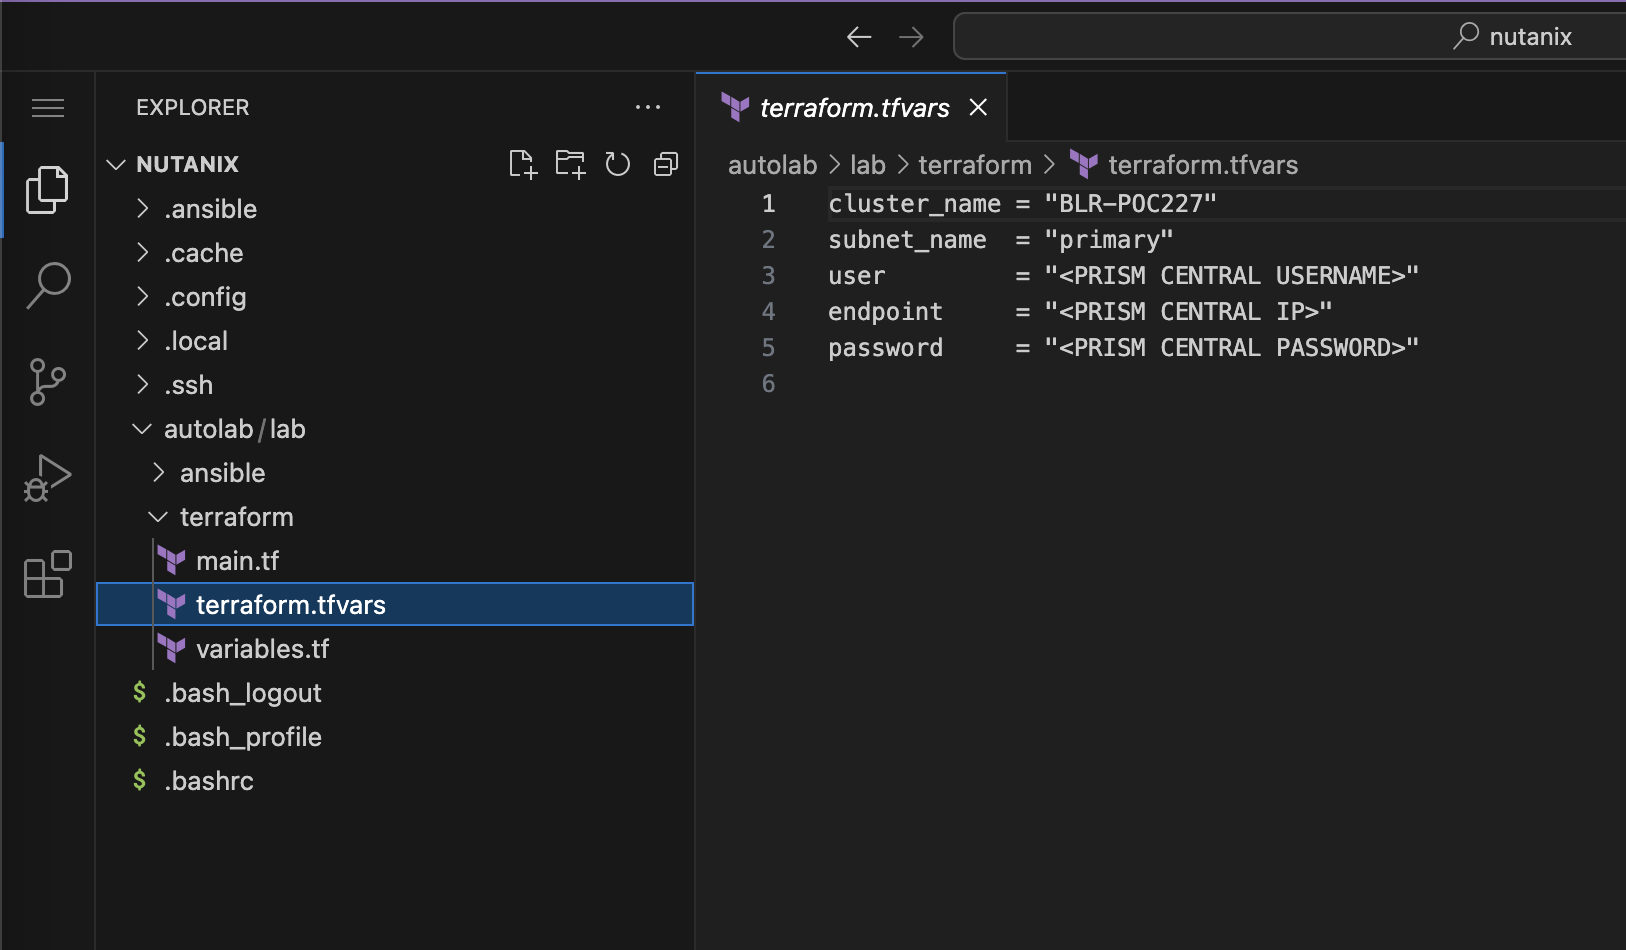 nutanix
EXPLORER
terraform.tfvars
NUTANIX
autolab > lab > terraform > terraform.tfvars
.ansible
.cache
.config
.local
.ssh
autolab/lab
ansible
terraform
main.tf
terraform.tfvars
variables.tf
$ .bash_logout
$ .bash_profile
$ .bashrc
1 cluster_name = "BLR-POC227"
2 subnet_name = "primary"
3 user = "<PRISM CENTRAL USERNAME>"
4 endpoint = "<PRISM CENTRAL IP>"
5 password = "<PRISM CENTRAL PASSWORD>"
6